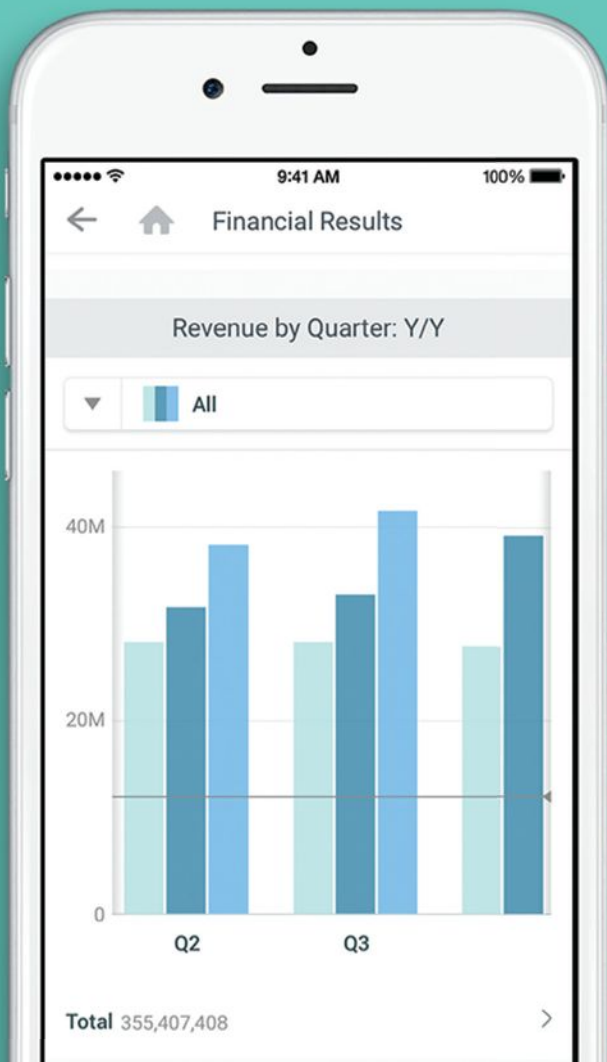 9:41 AM 100%
Financial Results
Revenue by Quarter: Y/Y
All
40M
20M
0
Q2 Q3
Total 355,407,408